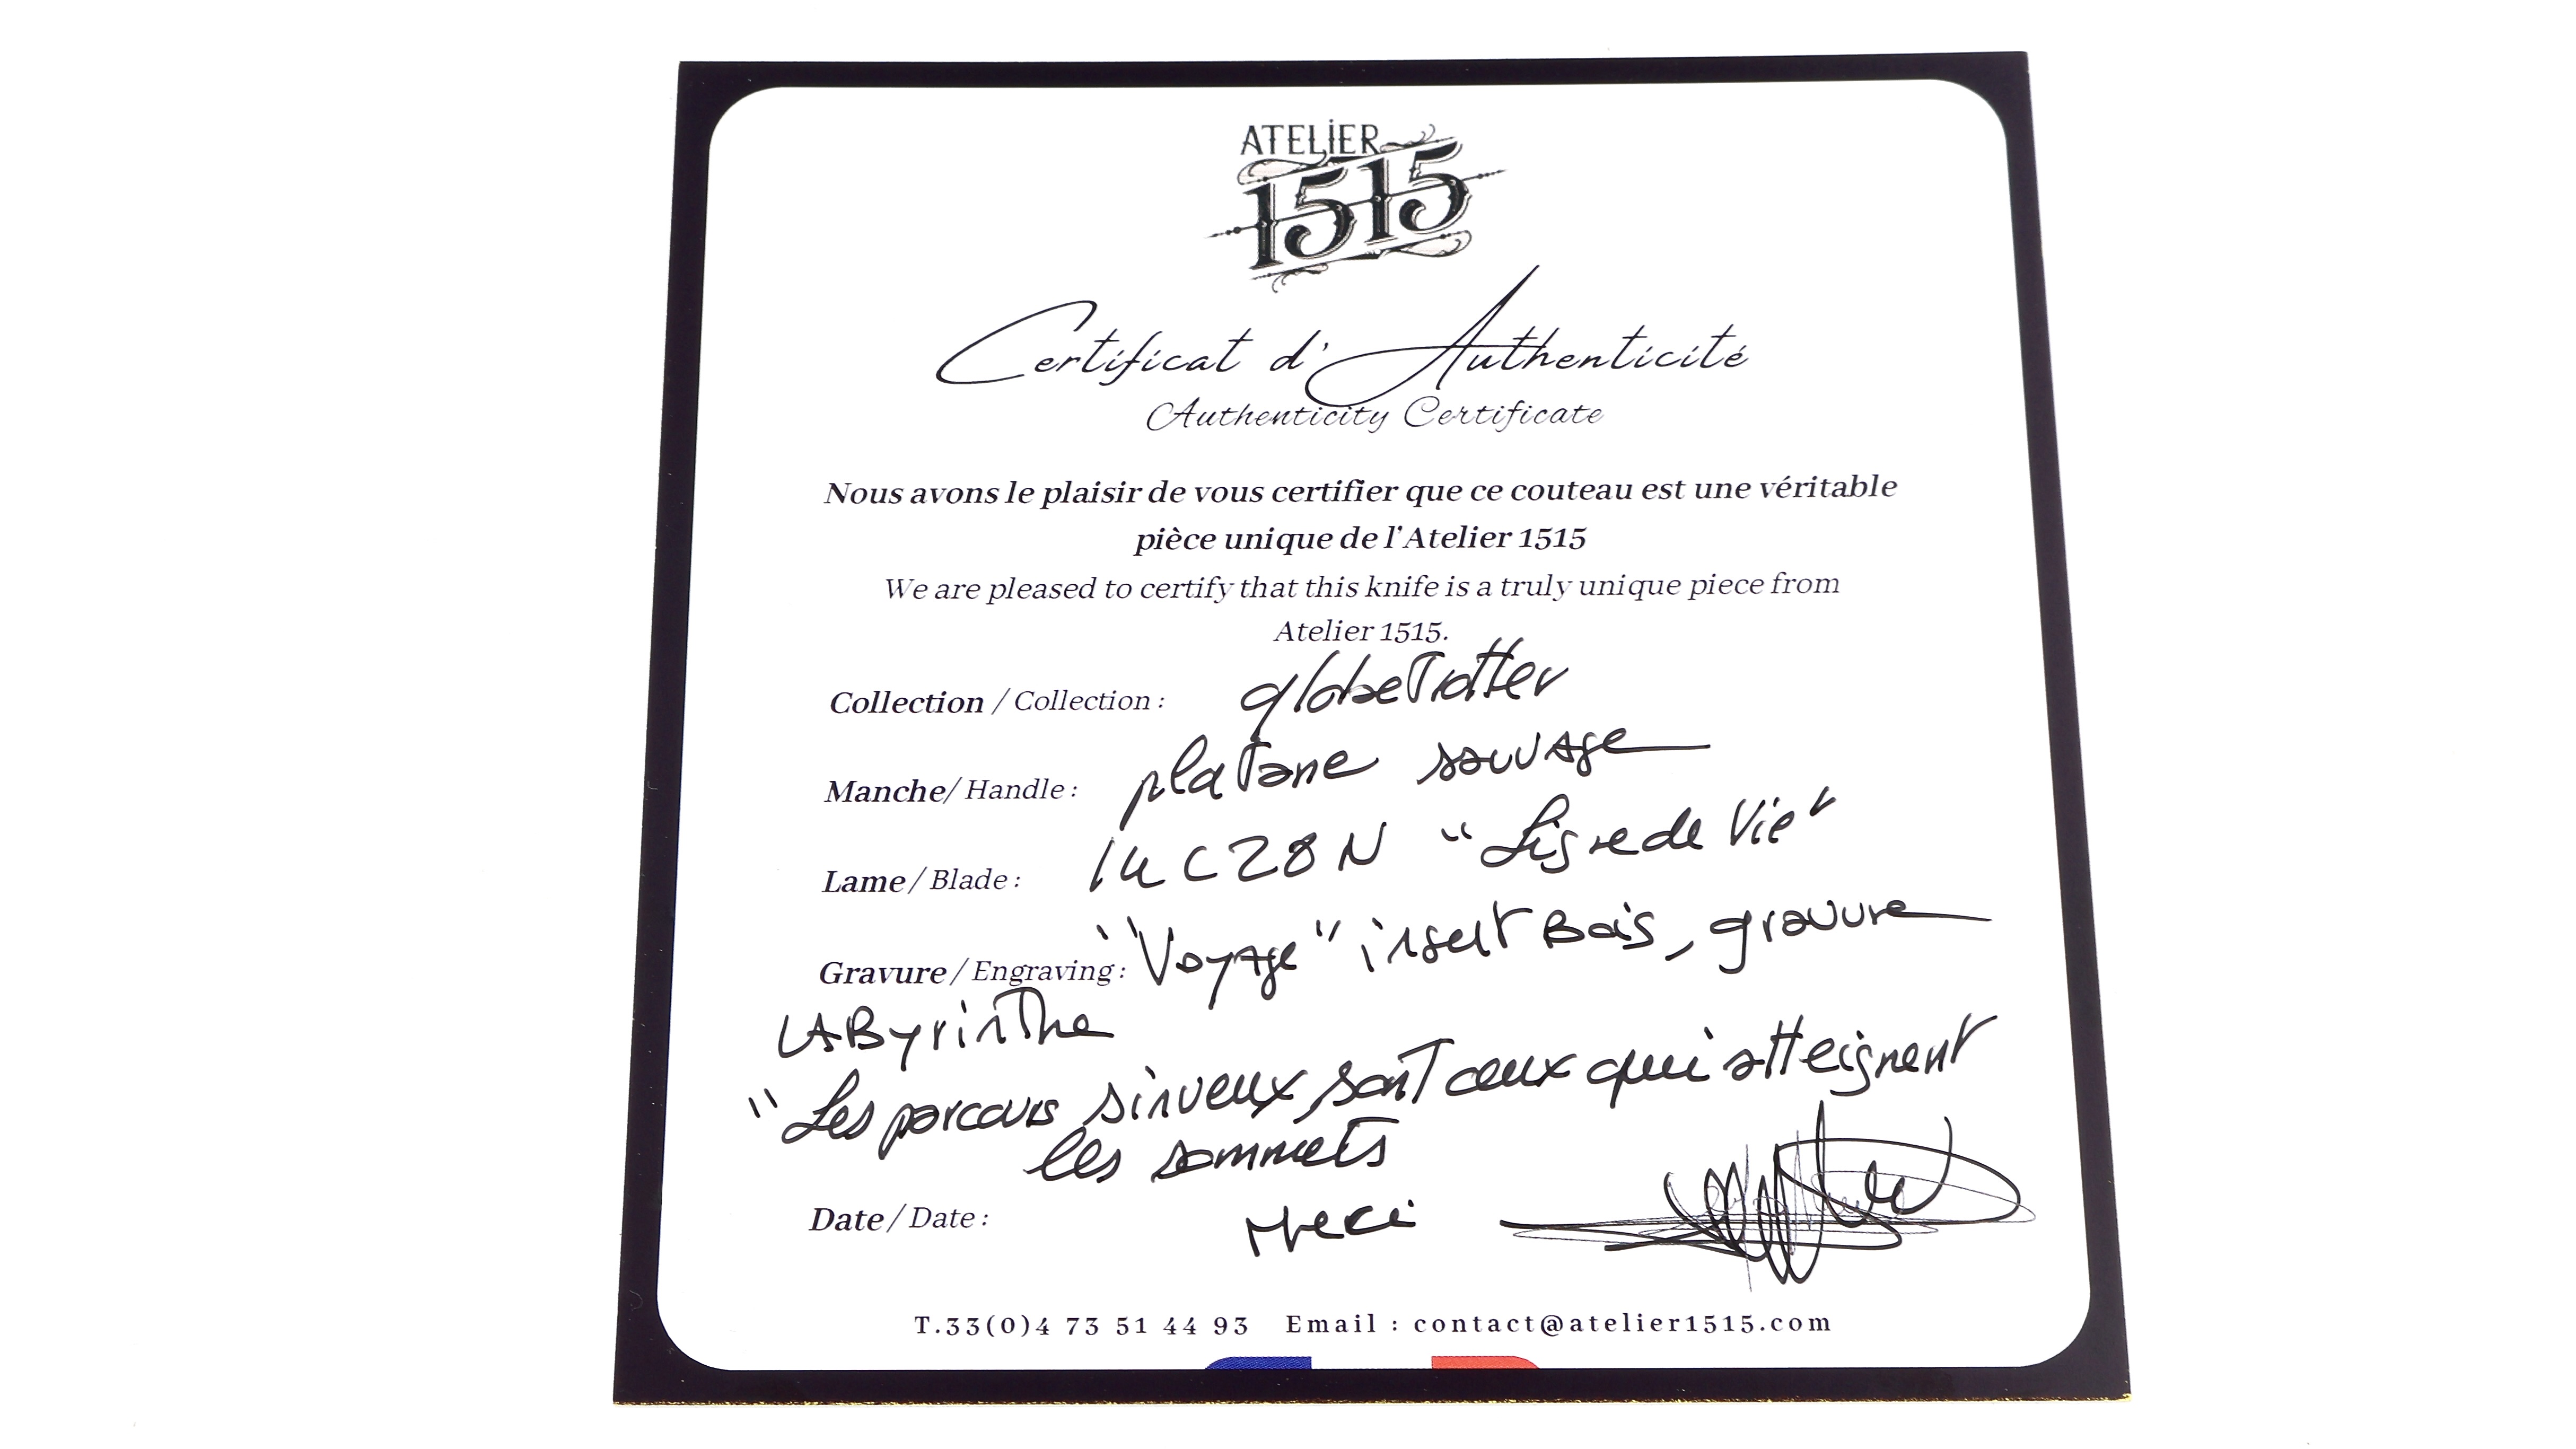 ATELIER
1515
Certificat d'Authenticité
Authenticity Certificate
Nous avons le plaisir de vous certifier que ce couteau est une véritable
pièce unique de l'Atelier 1515
We are pleased to certify that this knife is a truly unique piece from
Atelier 1515.
Collection / Collection : globeTrotter
Manche/ Handle : plaTane sauvage
Lame/ Blade : 14C28N "Ligne de Vie"
Gravure/ Engraving : "Voyage" insert Bois, gravure
LAByrinThe
"Les parcours sinueux, sonT ceux qui atteignent
les sommeTs
Date/ Date : Merci
T.33(0)4 73 51 44 93 Email : contact@atelier1515.com